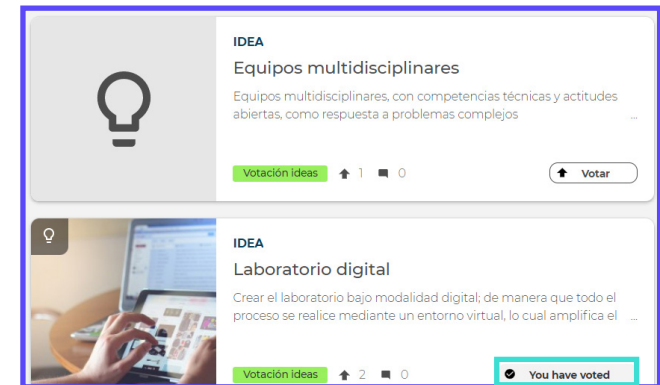 IDEA
Equipos multidisciplinares
Equipos multidisciplinares, con competencias técnicas y actitudes
abiertas, como respuesta a problemas complejos ...
Votación ideas 1 0 Votar
IDEA
Laboratorio digital
Crear el laboratorio bajo modalidad digital; de manera que todo el
proceso se realice mediante un entorno virtual, lo cual amplifica el ...
Votación ideas 2 0 You have voted